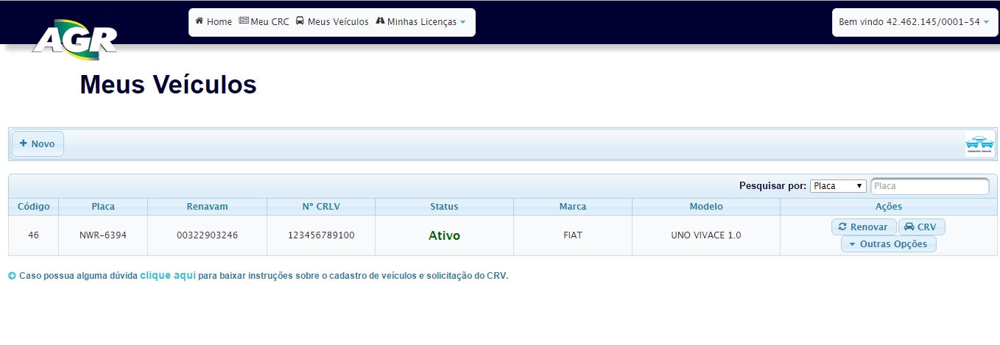 AGR
Home Meu CRC Meus Veículos Minhas Licenças
Bem vindo 42.462.145/0001-54
Meus Veículos
Novo
Pesquisar por: Placa Placa
Código Placa Renavam Nº CRLV Status Marca Modelo Ações
46 NWR-6394 00322903246 123456789100 Ativo FIAT UNO VIVACE 1.0 Renovar CRV
Outras Opções
Caso possua alguma dúvida clique aqui para baixar instruções sobre o cadastro de veículos e solicitação do CRV.